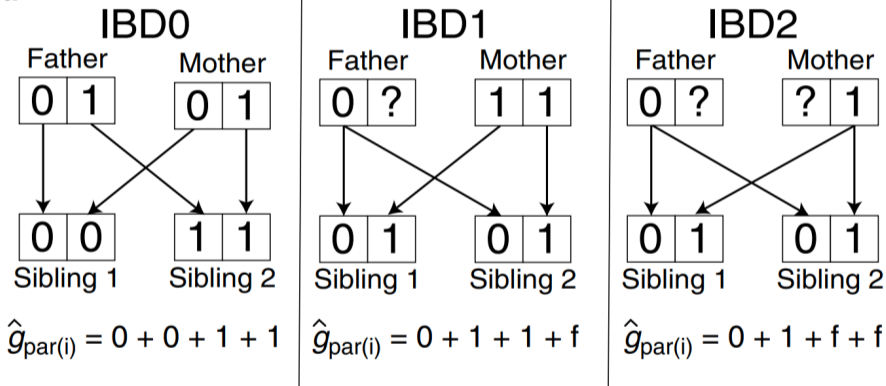 IBD0
Father Mother
0 1 0 1
0 0 1 1
Sibling 1 Sibling 2
ĝpar(i) = 0 + 0 + 1 + 1
IBD1
Father Mother
0 ? 1 1
0 1 0 1
Sibling 1 Sibling 2
ĝpar(i) = 0 + 1 + 1 + f
IBD2
Father Mother
0 ? ? 1
0 1 0 1
Sibling 1 Sibling 2
ĝpar(i) = 0 + 1 + f + f